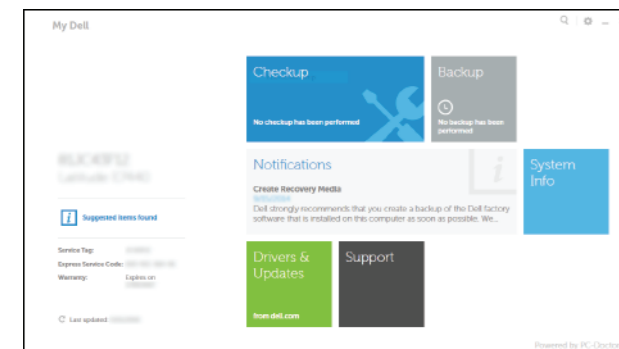 My Dell
Checkup
No checkup has been performed
Backup
No backup has been
performed
Notifications
Create Recovery Media
Dell strongly recommends that you create a backup of the Dell factory
software that is installed on this computer as soon as possible. We...
System
Info
Suggested items found
Service Tag:
Express Service Code:
Warranty: Expires on
Last updated:
Drivers &
Updates
from dell.com
Support
Powered by PC-Doctor